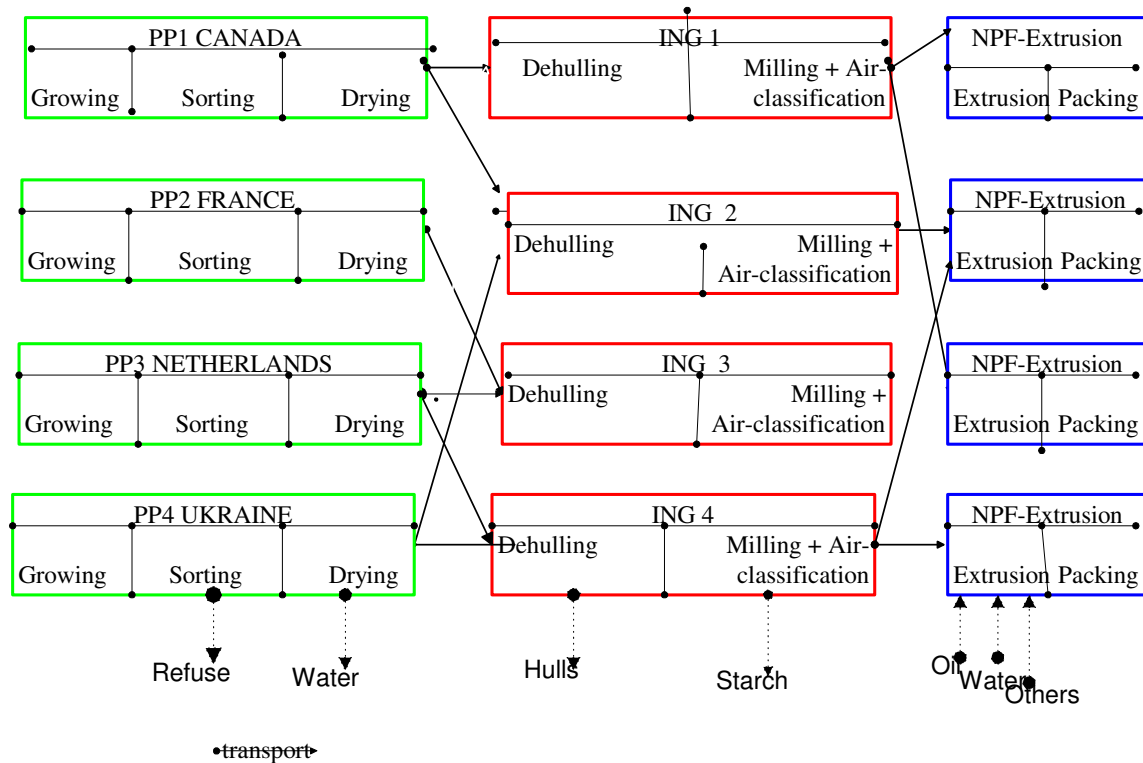 PP1 CANADA
Growing Sorting Drying
ING 1
Dehulling Milling + Air-
classification
NPF-Extrusion
Extrusion Packing
PP2 FRANCE
Growing Sorting Drying
ING 2
Dehulling Milling +
Air-classification
NPF-Extrusion
Extrusion Packing
PP3 NETHERLANDS
Growing Sorting Drying
ING 3
Dehulling Milling +
Air-classification
NPF-Extrusion
Extrusion Packing
PP4 UKRAINE
Growing Sorting Drying
ING 4
Dehulling Milling + Air-
classification
NPF-Extrusion
Extrusion Packing
Refuse
Water
Hulls
Starch
Oil
Water
Others
transport